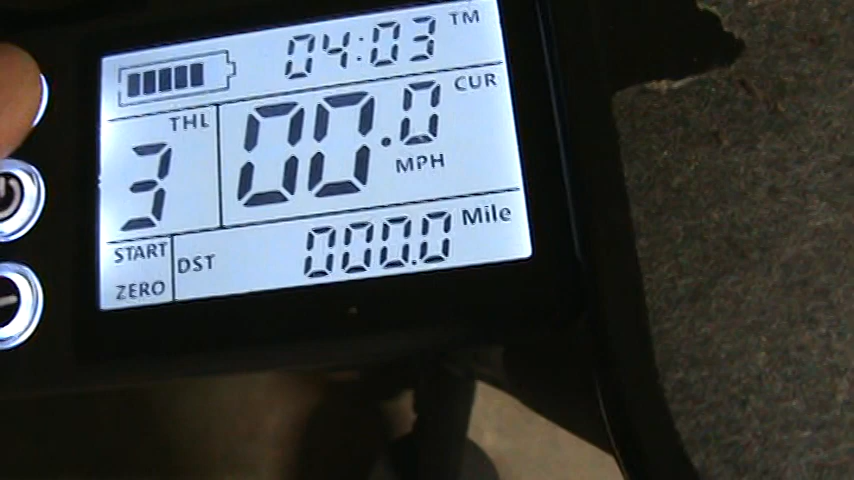 04:03 TM
THL
3
00.0 CUR
MPH
START
ZERO
DST 000.0 Mile